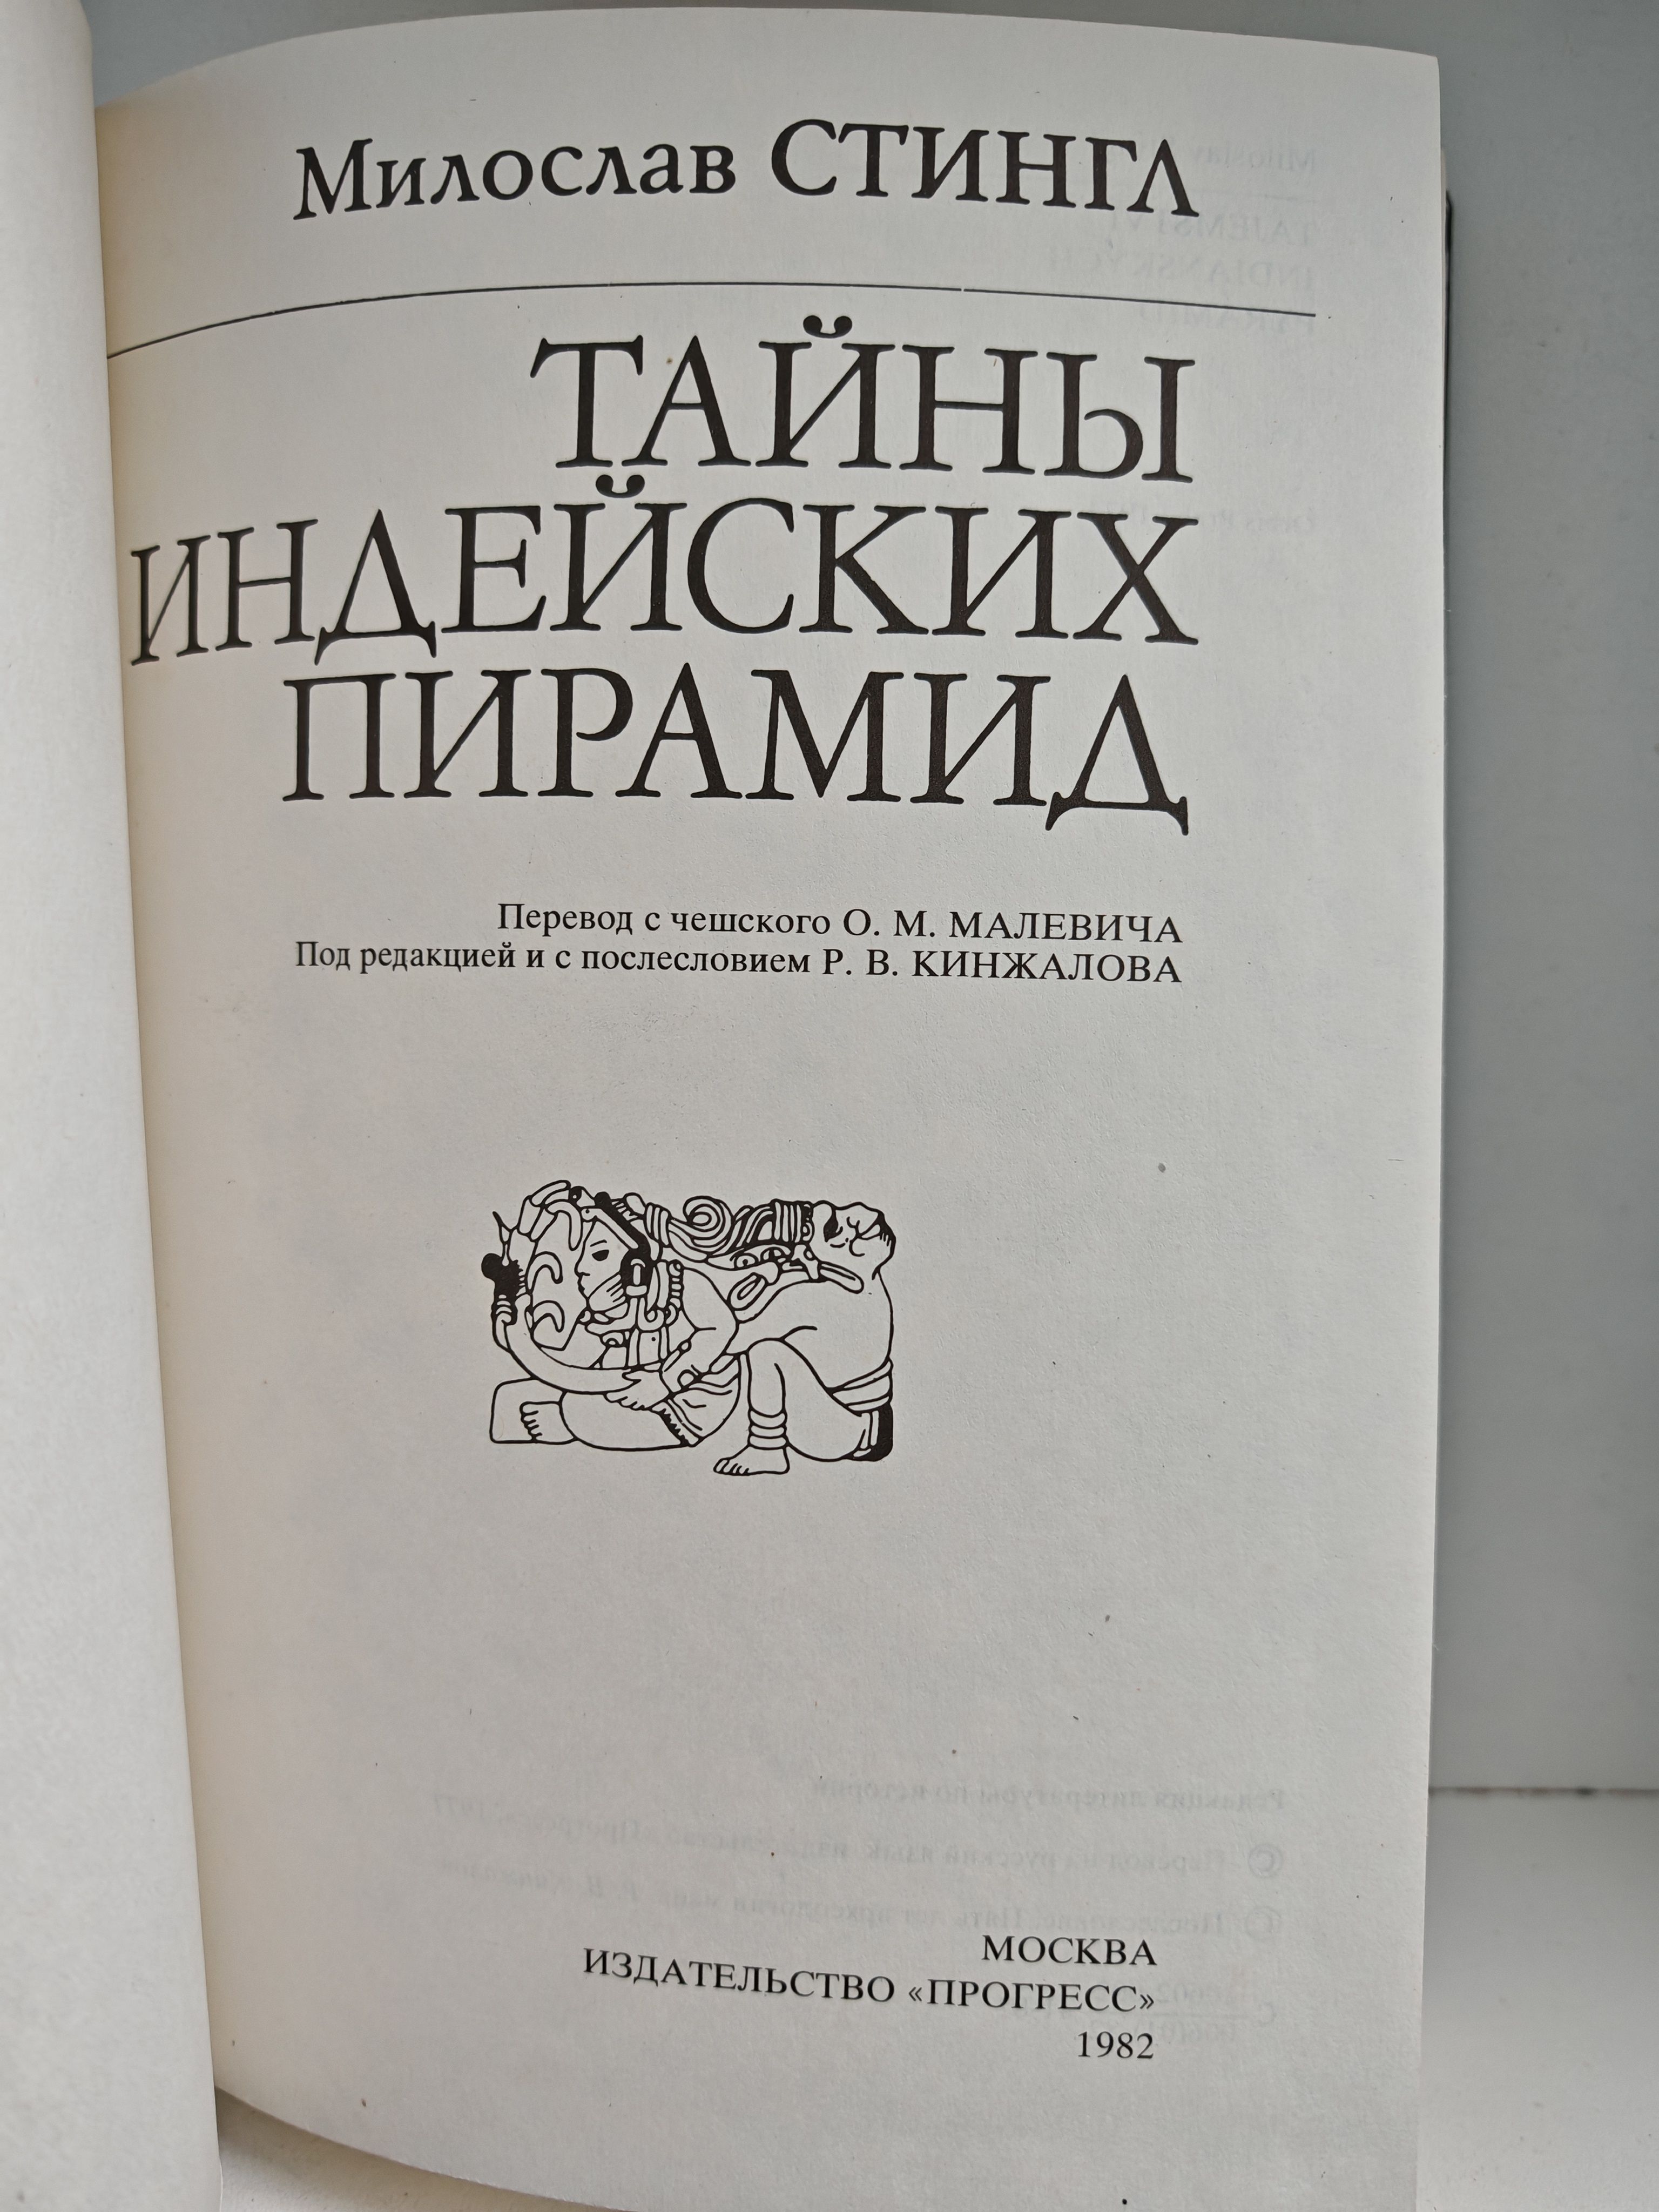 Милослав СТИНГЛ
ТАЙНЫ
ИНДЕЙСКИХ
ПИРАМИД
Перевод с чешского О. М. МАЛЕВИЧА
Под редакцией и с послесловием Р. В. КИНЖАЛОВА
МОСКВА
ИЗДАТЕЛЬСТВО «ПРОГРЕСС»
1982